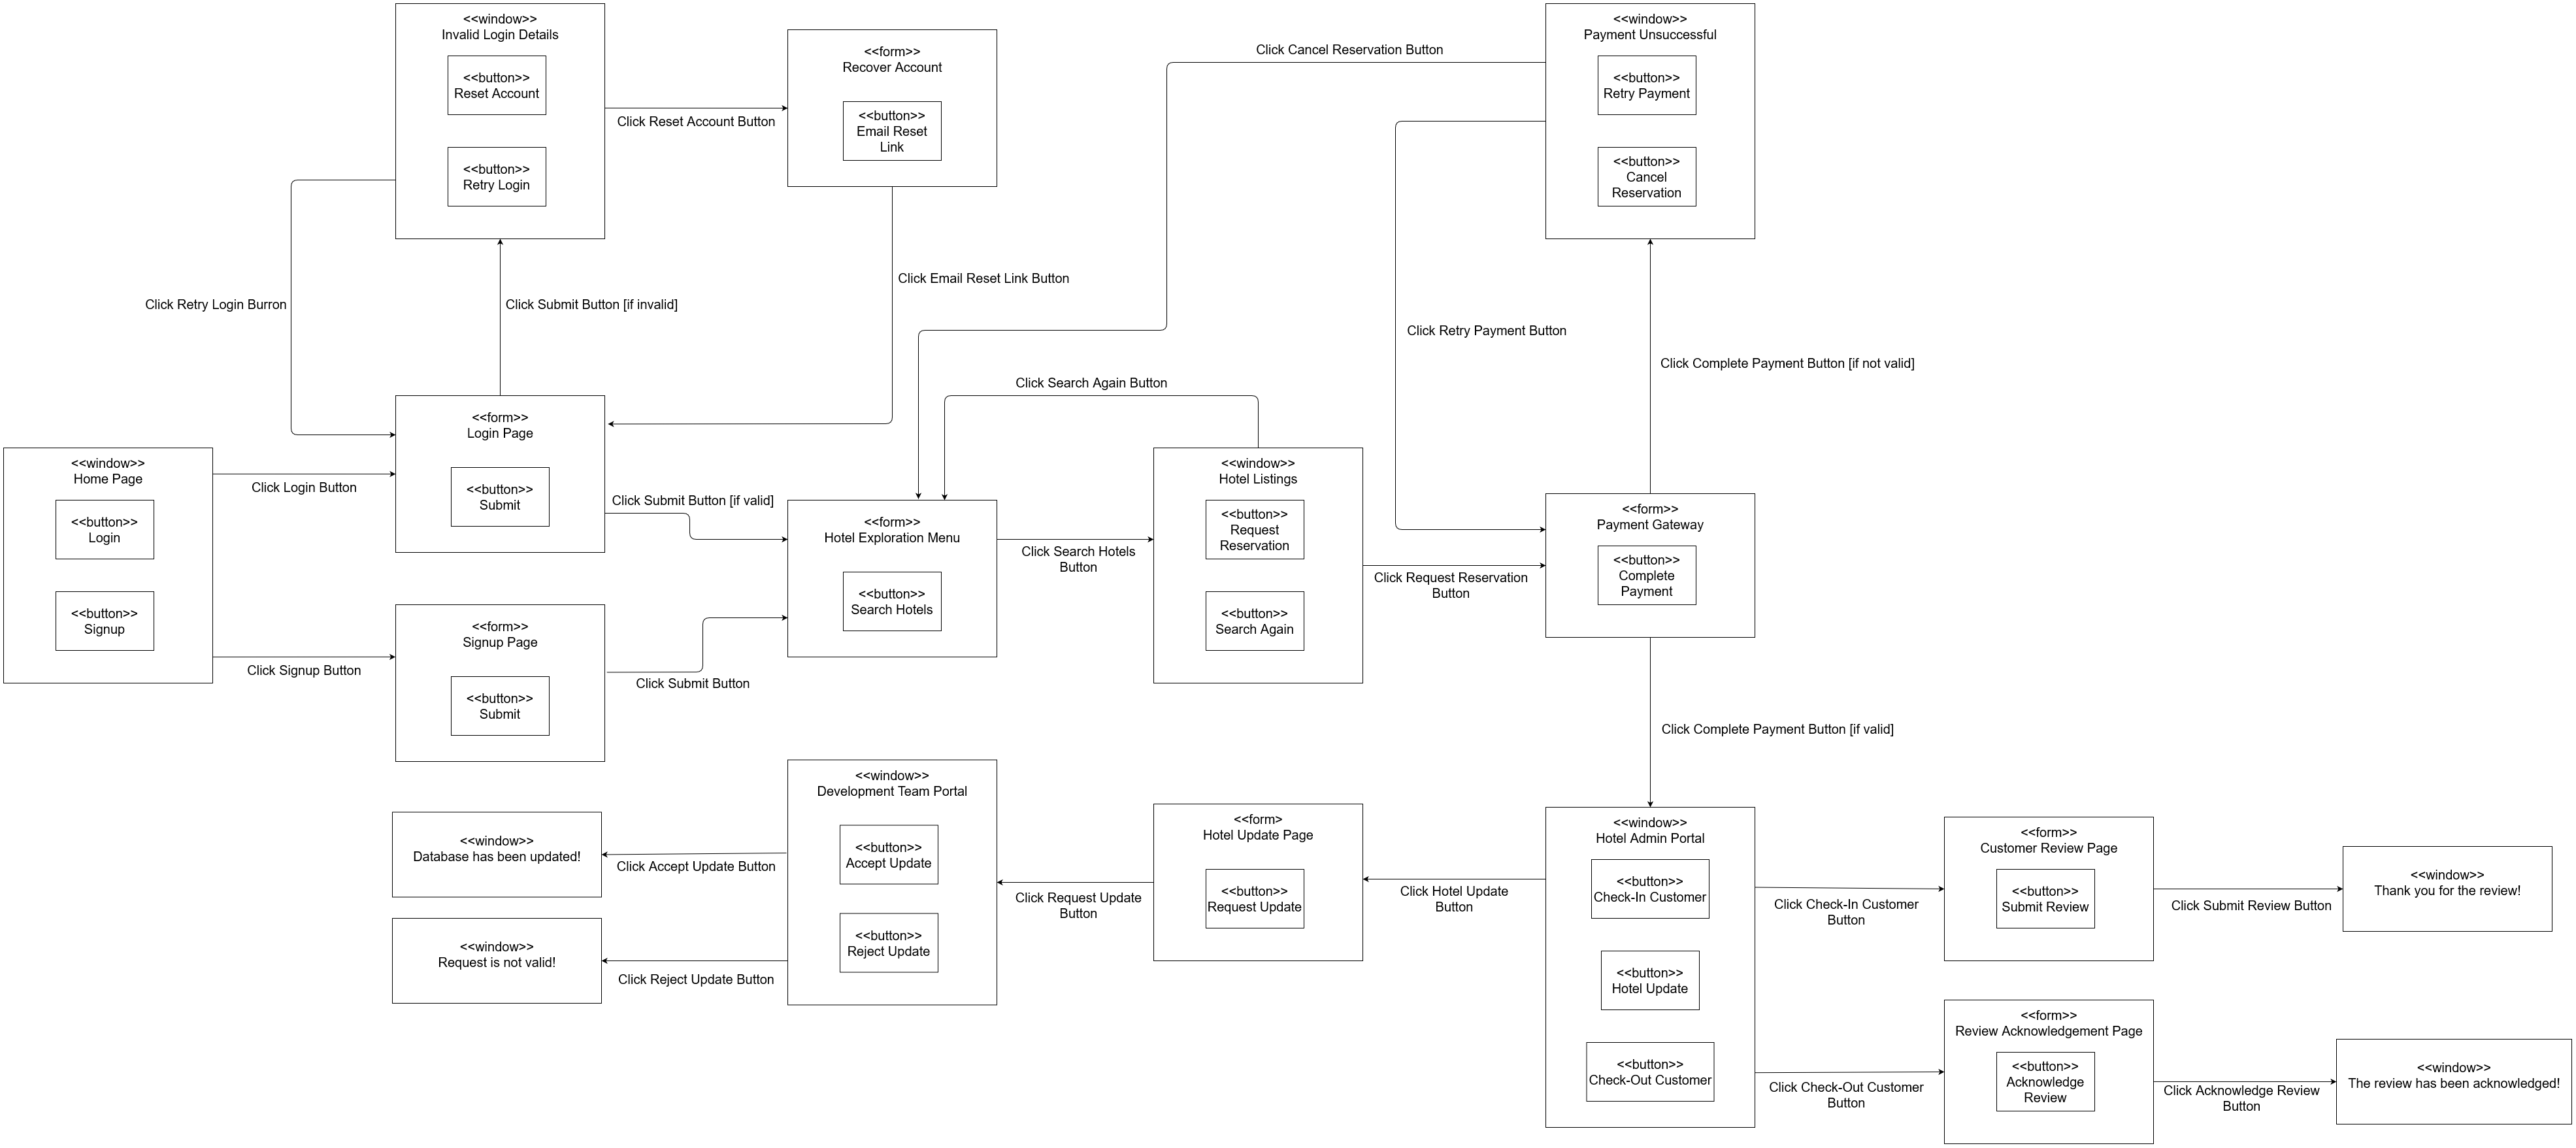 <<window>>
Invalid Login Details
<<button>>
Reset Account
<<button>>
Retry Login
Click Reset Account Button
<<form>>
Recover Account
<<button>>
Email Reset
Link
Click Cancel Reservation Button
<<window>>
Payment Unsuccessful
<<button>>
Retry Payment
<<button>>
Cancel
Reservation
Click Retry Login Burron
Click Submit Button [if invalid]
Click Email Reset Link Button
Click Retry Payment Button
Click Complete Payment Button [if not valid]
Click Search Again Button
<<window>>
Home Page
<<button>>
Login
<<button>>
Signup
Click Login Button
Click Signup Button
<<form>>
Login Page
<<button>>
Submit
Click Submit Button [if valid]
<<form>>
Signup Page
<<button>>
Submit
Click Submit Button
<<form>>
Hotel Exploration Menu
<<button>>
Search Hotels
Click Search Hotels
Button
<<window>>
Hotel Listings
<<button>>
Request
Reservation
<<button>>
Search Again
Click Request Reservation
Button
<<form>>
Payment Gateway
<<button>>
Complete
Payment
Click Complete Payment Button [if valid]
<<window>>
Database has been updated!
<<window>>
Request is not valid!
Click Accept Update Button
Click Reject Update Button
<<window>>
Development Team Portal
<<button>>
Accept Update
<<button>>
Reject Update
Click Request Update
Button
<<form>
Hotel Update Page
<<button>>
Request Update
Click Hotel Update
Button
<<window>>
Hotel Admin Portal
<<button>>
Check-In Customer
<<button>>
Hotel Update
<<button>>
Check-Out Customer
Click Check-In Customer
Button
Click Check-Out Customer
Button
<<form>>
Customer Review Page
<<button>>
Submit Review
Click Submit Review Button
<<window>>
Thank you for the review!
<<form>>
Review Acknowledgement Page
<<button>>
Acknowledge
Review
Click Acknowledge Review
Button
<<window>>
The review has been acknowledged!